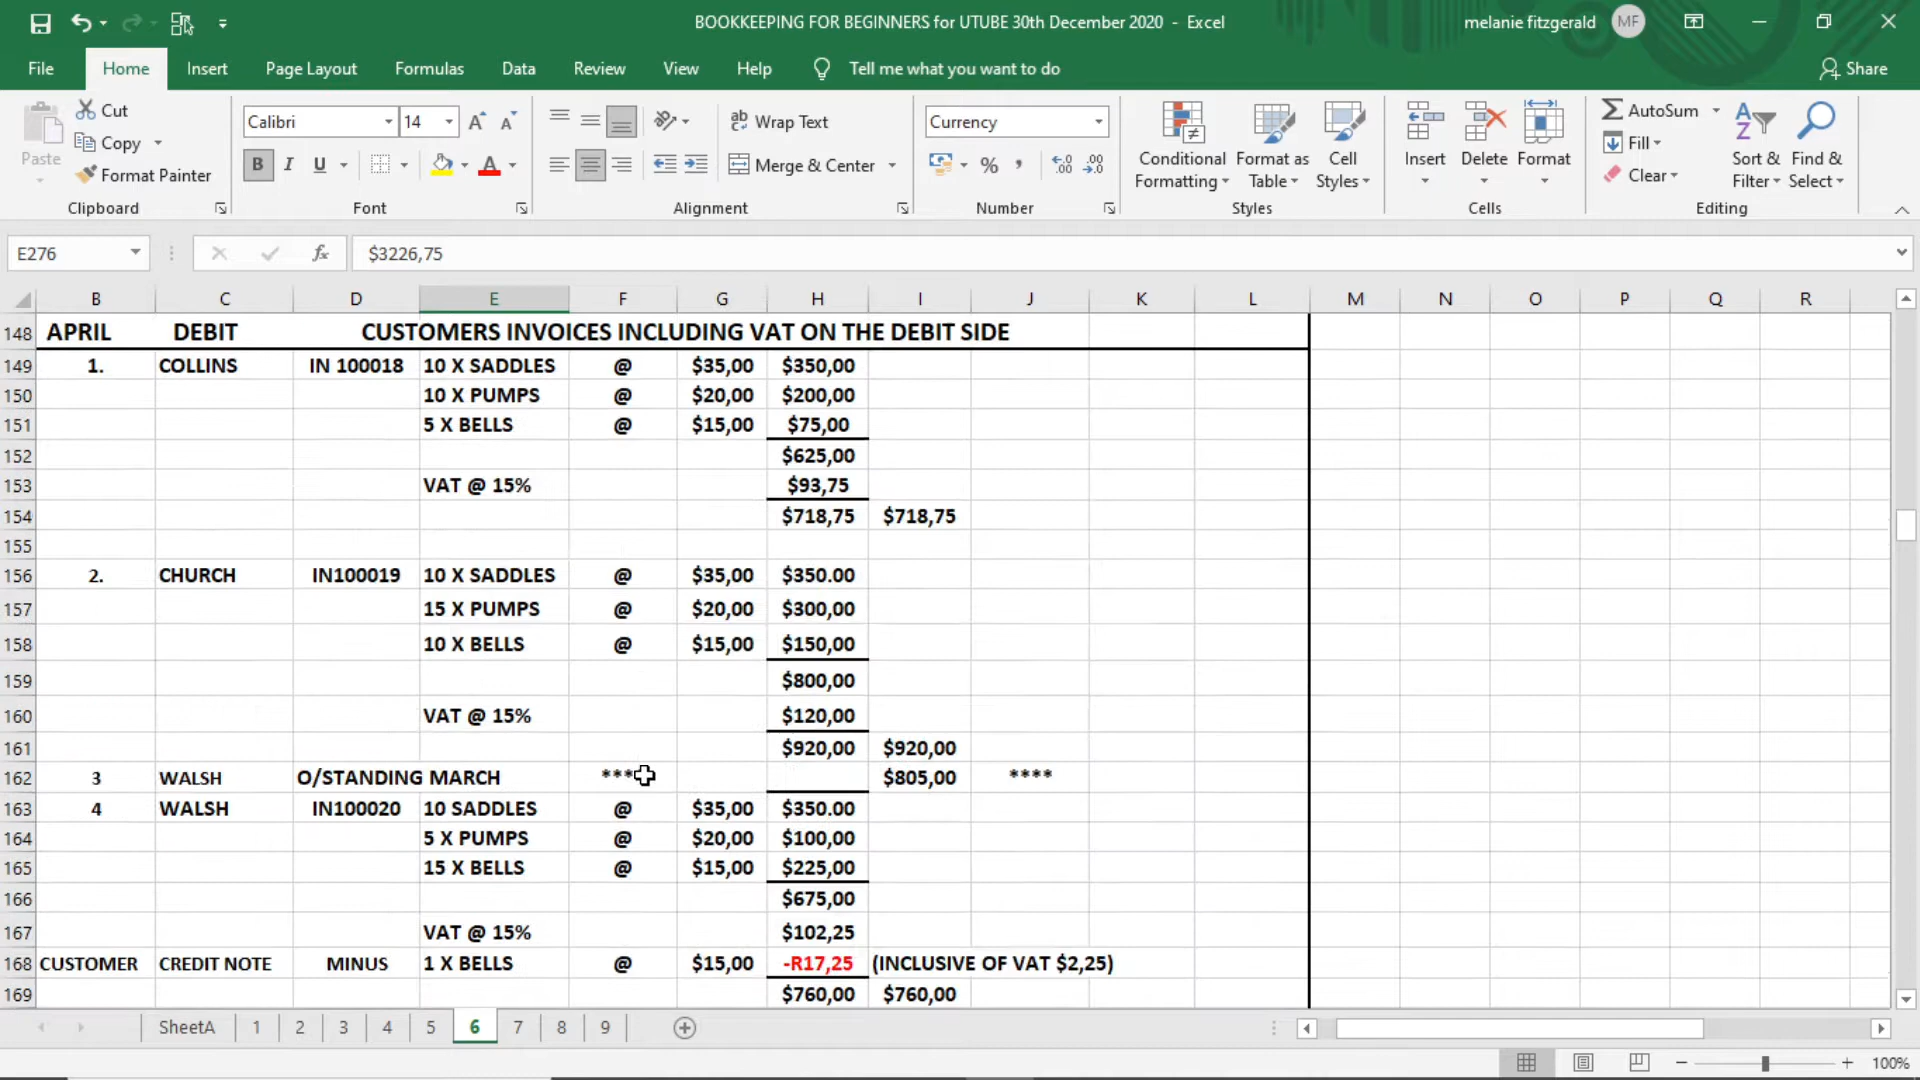 BOOKKEEPING FOR BEGINNERS for UTUBE 30th December 2020 - Excel
melanie fitzgerald MF
File Home Insert Page Layout Formulas Data Review View Help Tell me what you want to do Share
Cut
Copy
Format Painter
Paste
Clipboard
Calibri 14
B I U
Font
Wrap Text
Merge & Center
Alignment
Currency
%
Number
Conditional Formatting
Format as Table
Cell Styles
Styles
Insert Delete Format
Cells
AutoSum
Fill
Clear
Sort & Filter
Find & Select
Editing
E276 fx $3226,75
B C D E F G H I J K L M N O P Q R
148 APRIL DEBIT CUSTOMERS INVOICES INCLUDING VAT ON THE DEBIT SIDE
149 1. COLLINS IN 100018 10 X SADDLES @ $35,00 $350,00
150 10 X PUMPS @ $20,00 $200,00
151 5 X BELLS @ $15,00 $75,00
152 $625,00
153 VAT @ 15% $93,75
154 $718,75 $718,75
155
156 2. CHURCH IN100019 10 X SADDLES @ $35,00 $350.00
157 15 X PUMPS @ $20,00 $300,00
158 10 X BELLS @ $15,00 $150,00
159 $800,00
160 VAT @ 15% $120,00
161 $920,00 $920,00
162 3 WALSH O/STANDING MARCH *** $805,00 ****
163 4 WALSH IN100020 10 SADDLES @ $35,00 $350.00
164 5 X PUMPS @ $20,00 $100,00
165 15 X BELLS @ $15,00 $225,00
166 $675,00
167 VAT @ 15% $102,25
168 CUSTOMER CREDIT NOTE MINUS 1 X BELLS @ $15,00 -R17,25 (INCLUSIVE OF VAT $2,25)
169 $760,00 $760,00
SheetA 1 2 3 4 5 6 7 8 9
100%